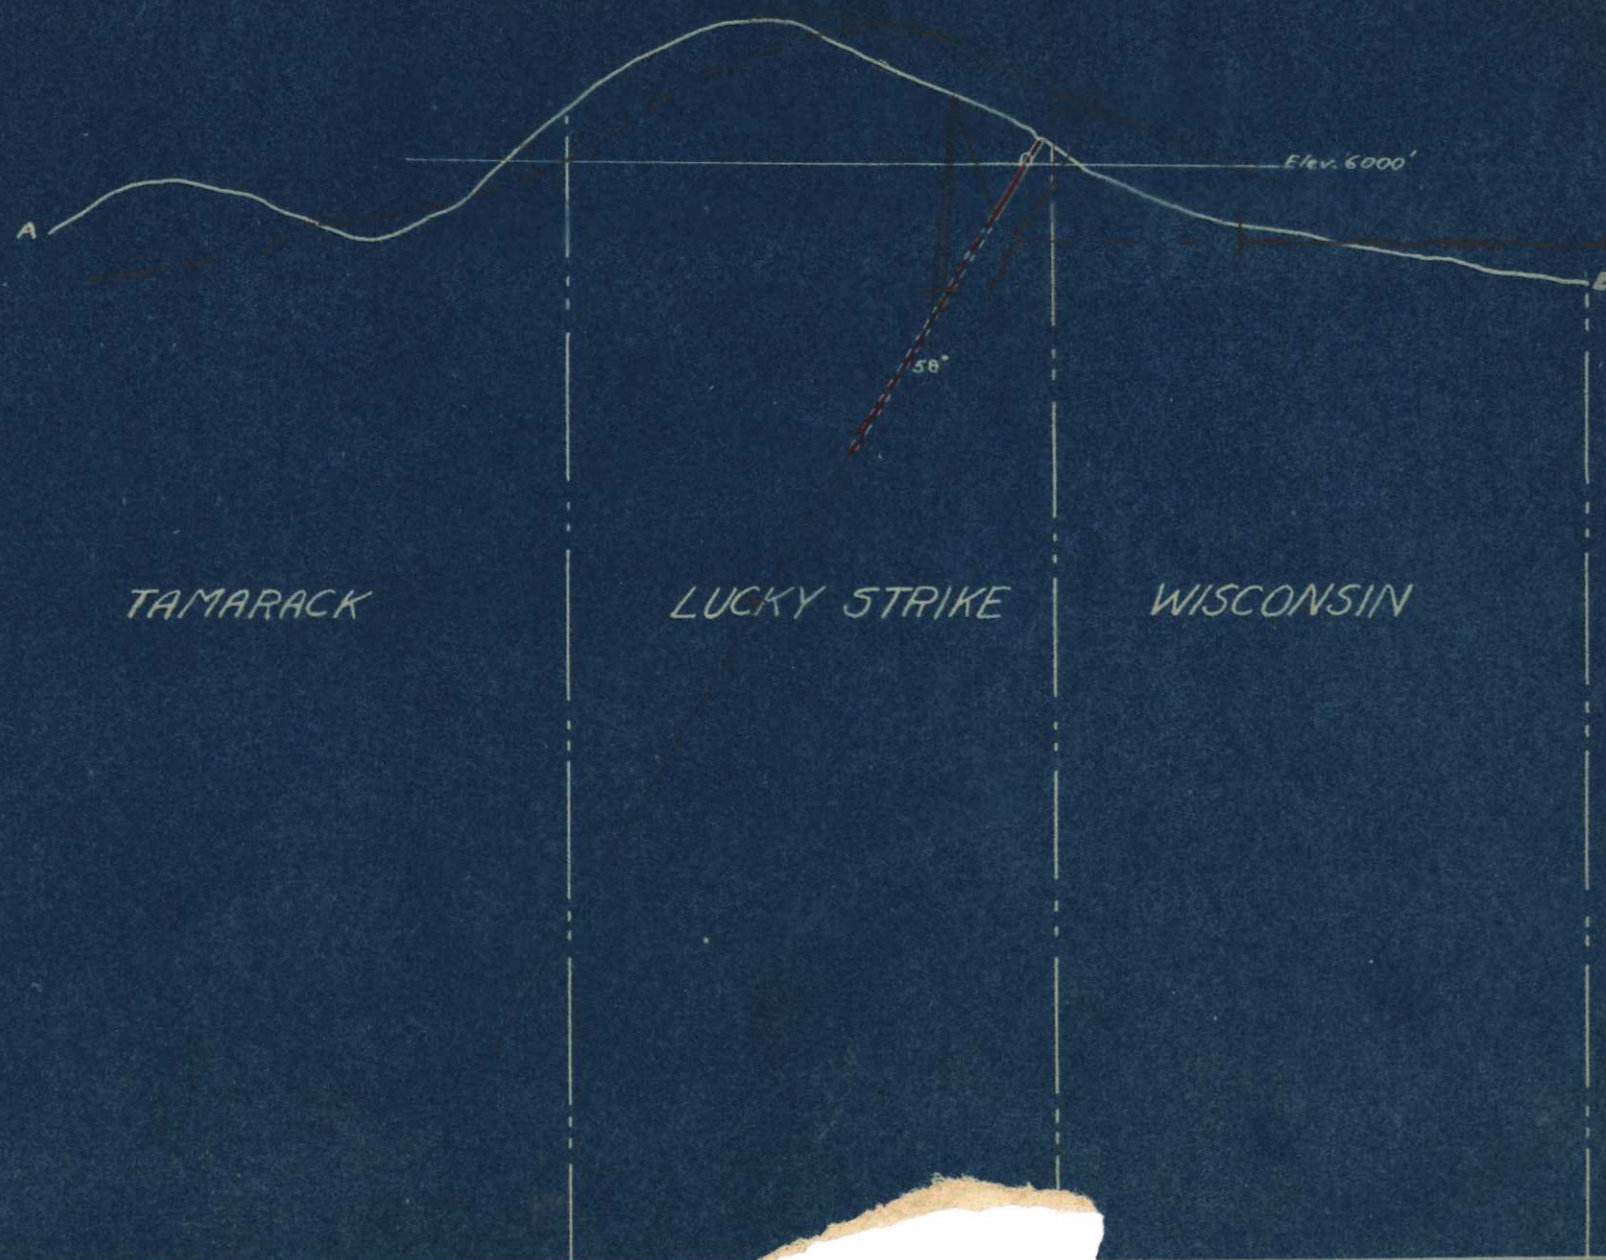 A
Elev. 6000'
58°
TAMARACK
LUCKY STRIKE
WISCONSIN